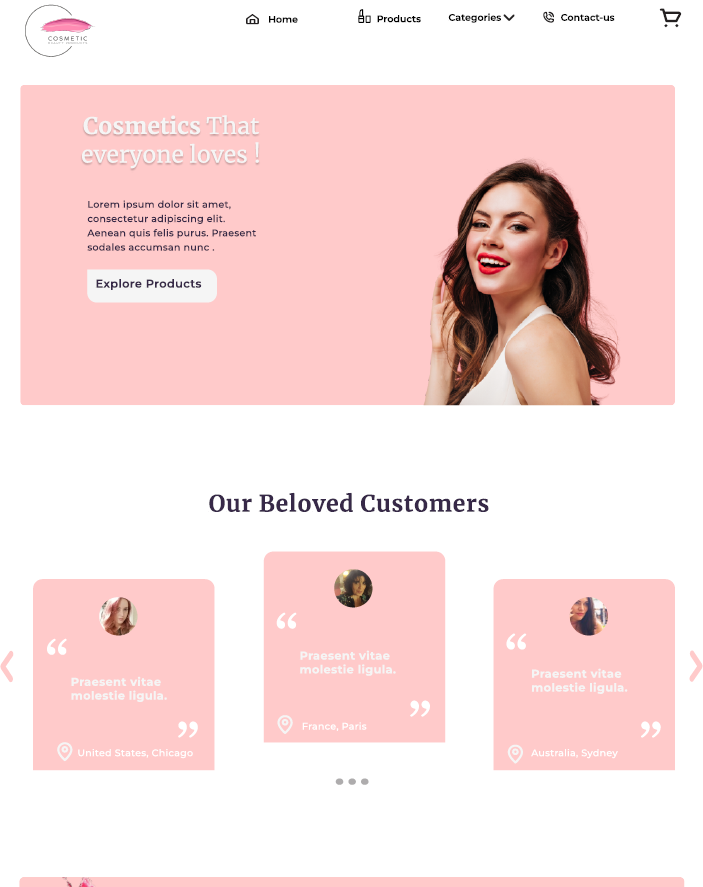 COSMETIC
Home
Products
Categories
Contact-us
Cosmetics That
everyone loves !
Lorem ipsum dolor sit amet,
consectetur adipiscing elit.
Aenean quis felis purus. Praesent
sodales accumsan nunc .
Explore Products
Our Beloved Customers
“
Praesent vitae
molestie ligula.
”
United States, Chicago
“
Praesent vitae
molestie ligula.
”
France, Paris
“
Praesent vitae
molestie ligula.
”
Australia, Sydney